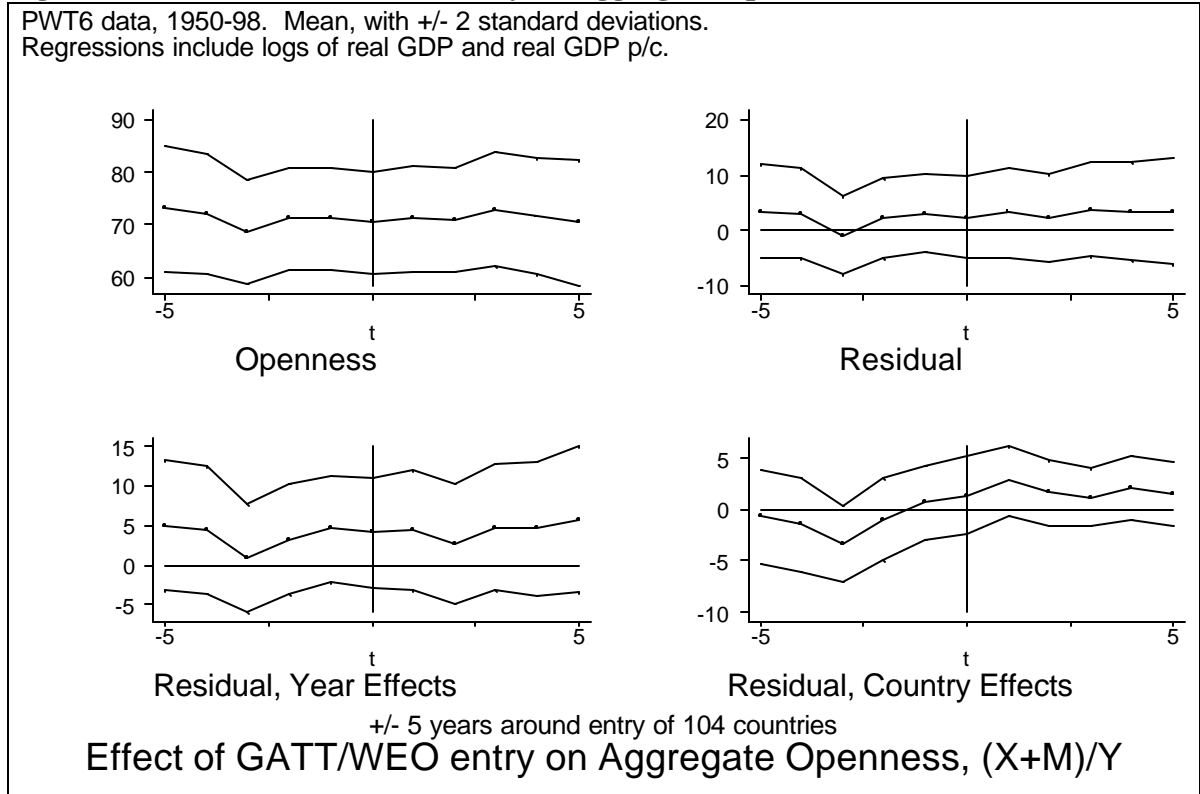 PWT6 data, 1950-98. Mean, with +/- 2 standard deviations.
Regressions include logs of real GDP and real GDP p/c.
90
80
70
60
-5
5
t
Openness
20
10
0
-10
-5
5
t
Residual
15
10
5
0
-5
-5
5
t
Residual, Year Effects
5
0
-5
-10
-5
5
t
Residual, Country Effects
+/- 5 years around entry of 104 countries
Effect of GATT/WEO entry on Aggregate Openness, (X+M)/Y